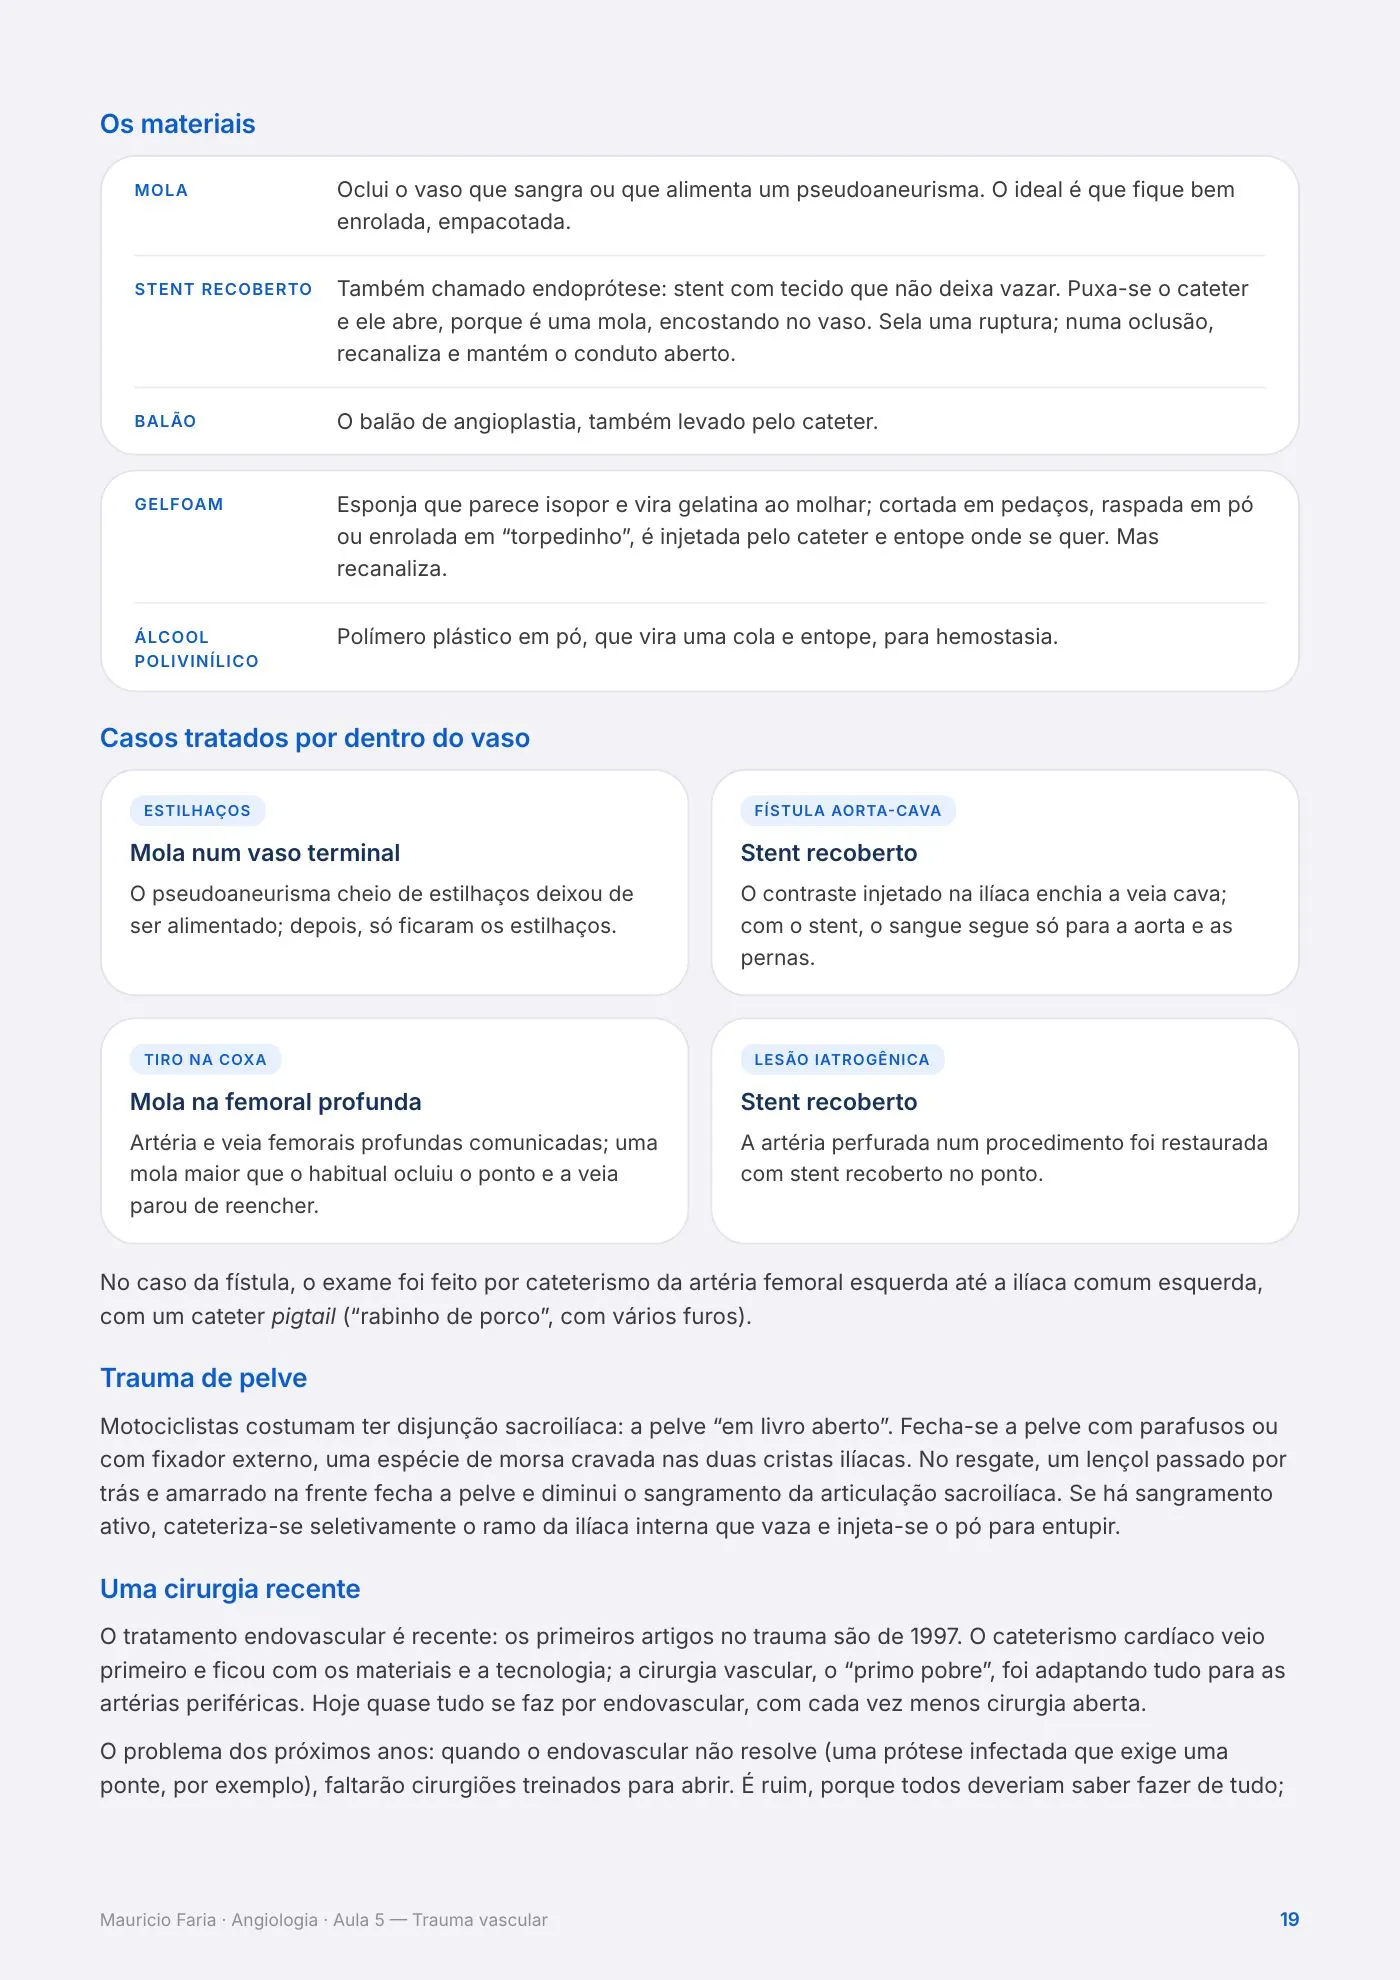 Os materiais
MOLA
Oclui o vaso que sangra ou que alimenta um pseudoaneurisma. O ideal é que fique bem
enrolada, empacotada.
STENT RECOBERTO
Também chamado endoprótese: stent com tecido que não deixa vazar. Puxa-se o cateter
e ele abre, porque é uma mola, encostando no vaso. Sela uma ruptura; numa oclusão,
recanaliza e mantém o conduto aberto.
BALÃO
O balão de angioplastia, também levado pelo cateter.
GELFOAM
Esponja que parece isopor e vira gelatina ao molhar; cortada em pedaços, raspada em pó
ou enrolada em “torpedinho”, é injetada pelo cateter e entope onde se quer. Mas
recanaliza.
ÁLCOOL
POLIVINÍLICO
Polímero plástico em pó, que vira uma cola e entope, para hemostasia.
Casos tratados por dentro do vaso
ESTILHAÇOS
Mola num vaso terminal
O pseudoaneurisma cheio de estilhaços deixou de
ser alimentado; depois, só ficaram os estilhaços.
FÍSTULA AORTA-CAVA
Stent recoberto
O contraste injetado na ilíaca enchia a veia cava;
com o stent, o sangue segue só para a aorta e as
pernas.
TIRO NA COXA
Mola na femoral profunda
Artéria e veia femorais profundas comunicadas; uma
mola maior que o habitual ocluiu o ponto e a veia
parou de reencher.
LESÃO IATROGÊNICA
Stent recoberto
A artéria perfurada num procedimento foi restaurada
com stent recoberto no ponto.
No caso da fístula, o exame foi feito por cateterismo da artéria femoral esquerda até a ilíaca comum esquerda,
com um cateter pigtail (“rabinho de porco”, com vários furos).
Trauma de pelve
Motociclistas costumam ter disjunção sacroilíaca: a pelve “em livro aberto”. Fecha-se a pelve com parafusos ou
com fixador externo, uma espécie de morsa cravada nas duas cristas ilíacas. No resgate, um lençol passado por
trás e amarrado na frente fecha a pelve e diminui o sangramento da articulação sacroilíaca. Se há sangramento
ativo, cateteriza-se seletivamente o ramo da ilíaca interna que vaza e injeta-se o pó para entupir.
Uma cirurgia recente
O tratamento endovascular é recente: os primeiros artigos no trauma são de 1997. O cateterismo cardíaco veio
primeiro e ficou com os materiais e a tecnologia; a cirurgia vascular, o “primo pobre”, foi adaptando tudo para as
artérias periféricas. Hoje quase tudo se faz por endovascular, com cada vez menos cirurgia aberta.
O problema dos próximos anos: quando o endovascular não resolve (uma prótese infectada que exige uma
ponte, por exemplo), faltarão cirurgiões treinados para abrir. É ruim, porque todos deveriam saber fazer de tudo;
Mauricio Faria · Angiologia · Aula 5 — Trauma vascular
19